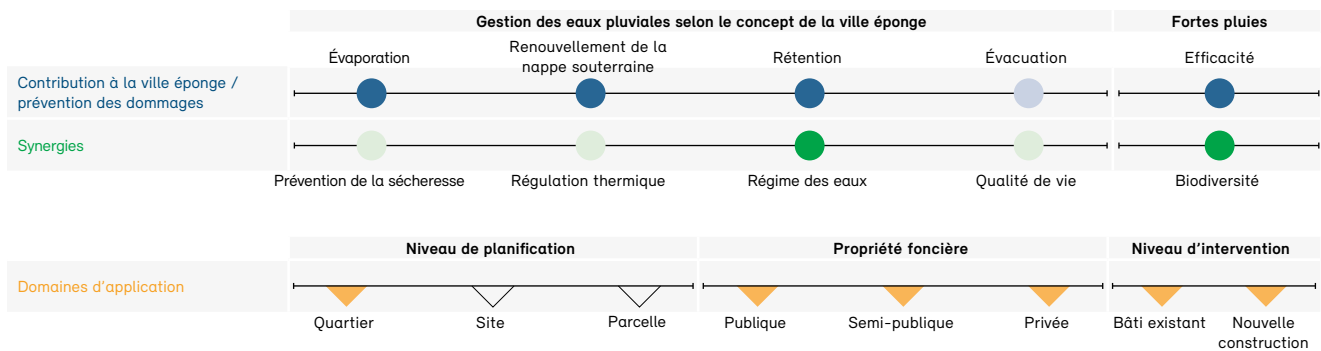 Gestion des eaux pluviales selon le concept de la ville éponge
Fortes pluies
Évaporation
Renouvellement de la
nappe souterraine
Rétention
Évacuation
Efficacité
Contribution à la ville éponge /
prévention des dommages
Synergies
Prévention de la sécheresse
Régulation thermique
Régime des eaux
Qualité de vie
Biodiversité
Niveau de planification
Propriété foncière
Niveau d’intervention
Domaines d’application
Quartier
Site
Parcelle
Publique
Semi-publique
Privée
Bâti existant
Nouvelle
construction